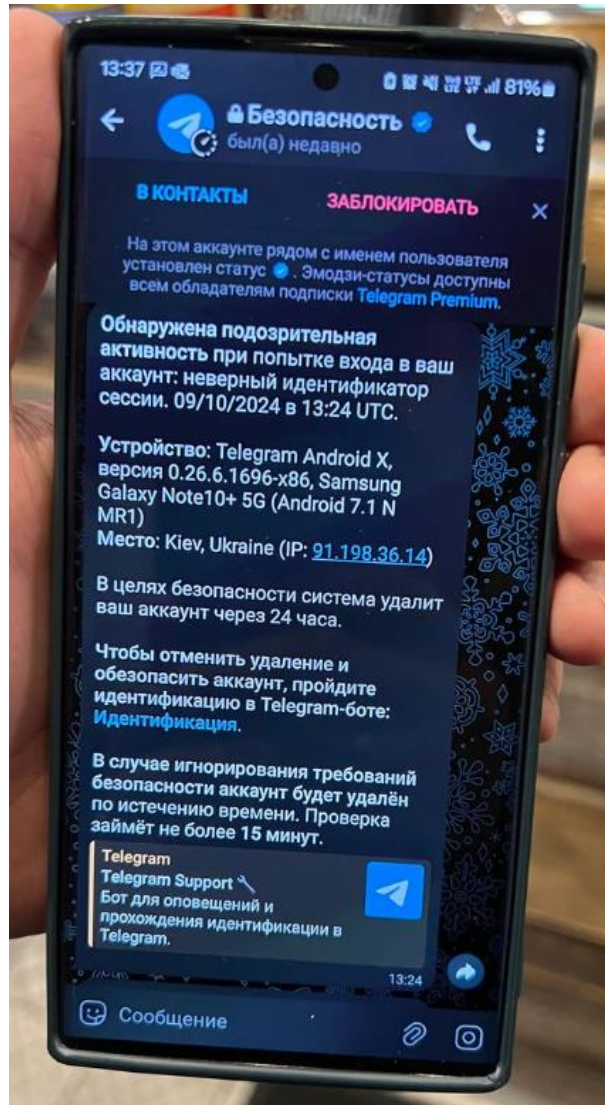 13:37
Vo)) LTE LTE 81%
Безопасность
был(а) недавно
В КОНТАКТЫ ЗАБЛОКИРОВАТЬ
На этом аккаунте рядом с именем пользователя
установлен статус . Эмодзи-статусы доступны
всем обладателям подписки Telegram Premium.
Обнаружена подозрительная
активность при попытке входа в ваш
аккаунт: неверный идентификатор
сессии. 09/10/2024 в 13:24 UTC.
Устройство: Telegram Android X,
версия 0.26.6.1696-x86, Samsung
Galaxy Note10+ 5G (Android 7.1 N
MR1)
Место: Kiev, Ukraine (IP: 91.198.36.14)
В целях безопасности система удалит
ваш аккаунт через 24 часа.
Чтобы отменить удаление и
обезопасить аккаунт, пройдите
идентификацию в Telegram-боте:
Идентификация.
В случае игнорирования требований
безопасности аккаунт будет удалён
по истечению времени. Проверка
займёт не более 15 минут.
Telegram
Telegram Support
Бот для оповещений и
прохождения идентификации в
Telegram.
13:24
Сообщение